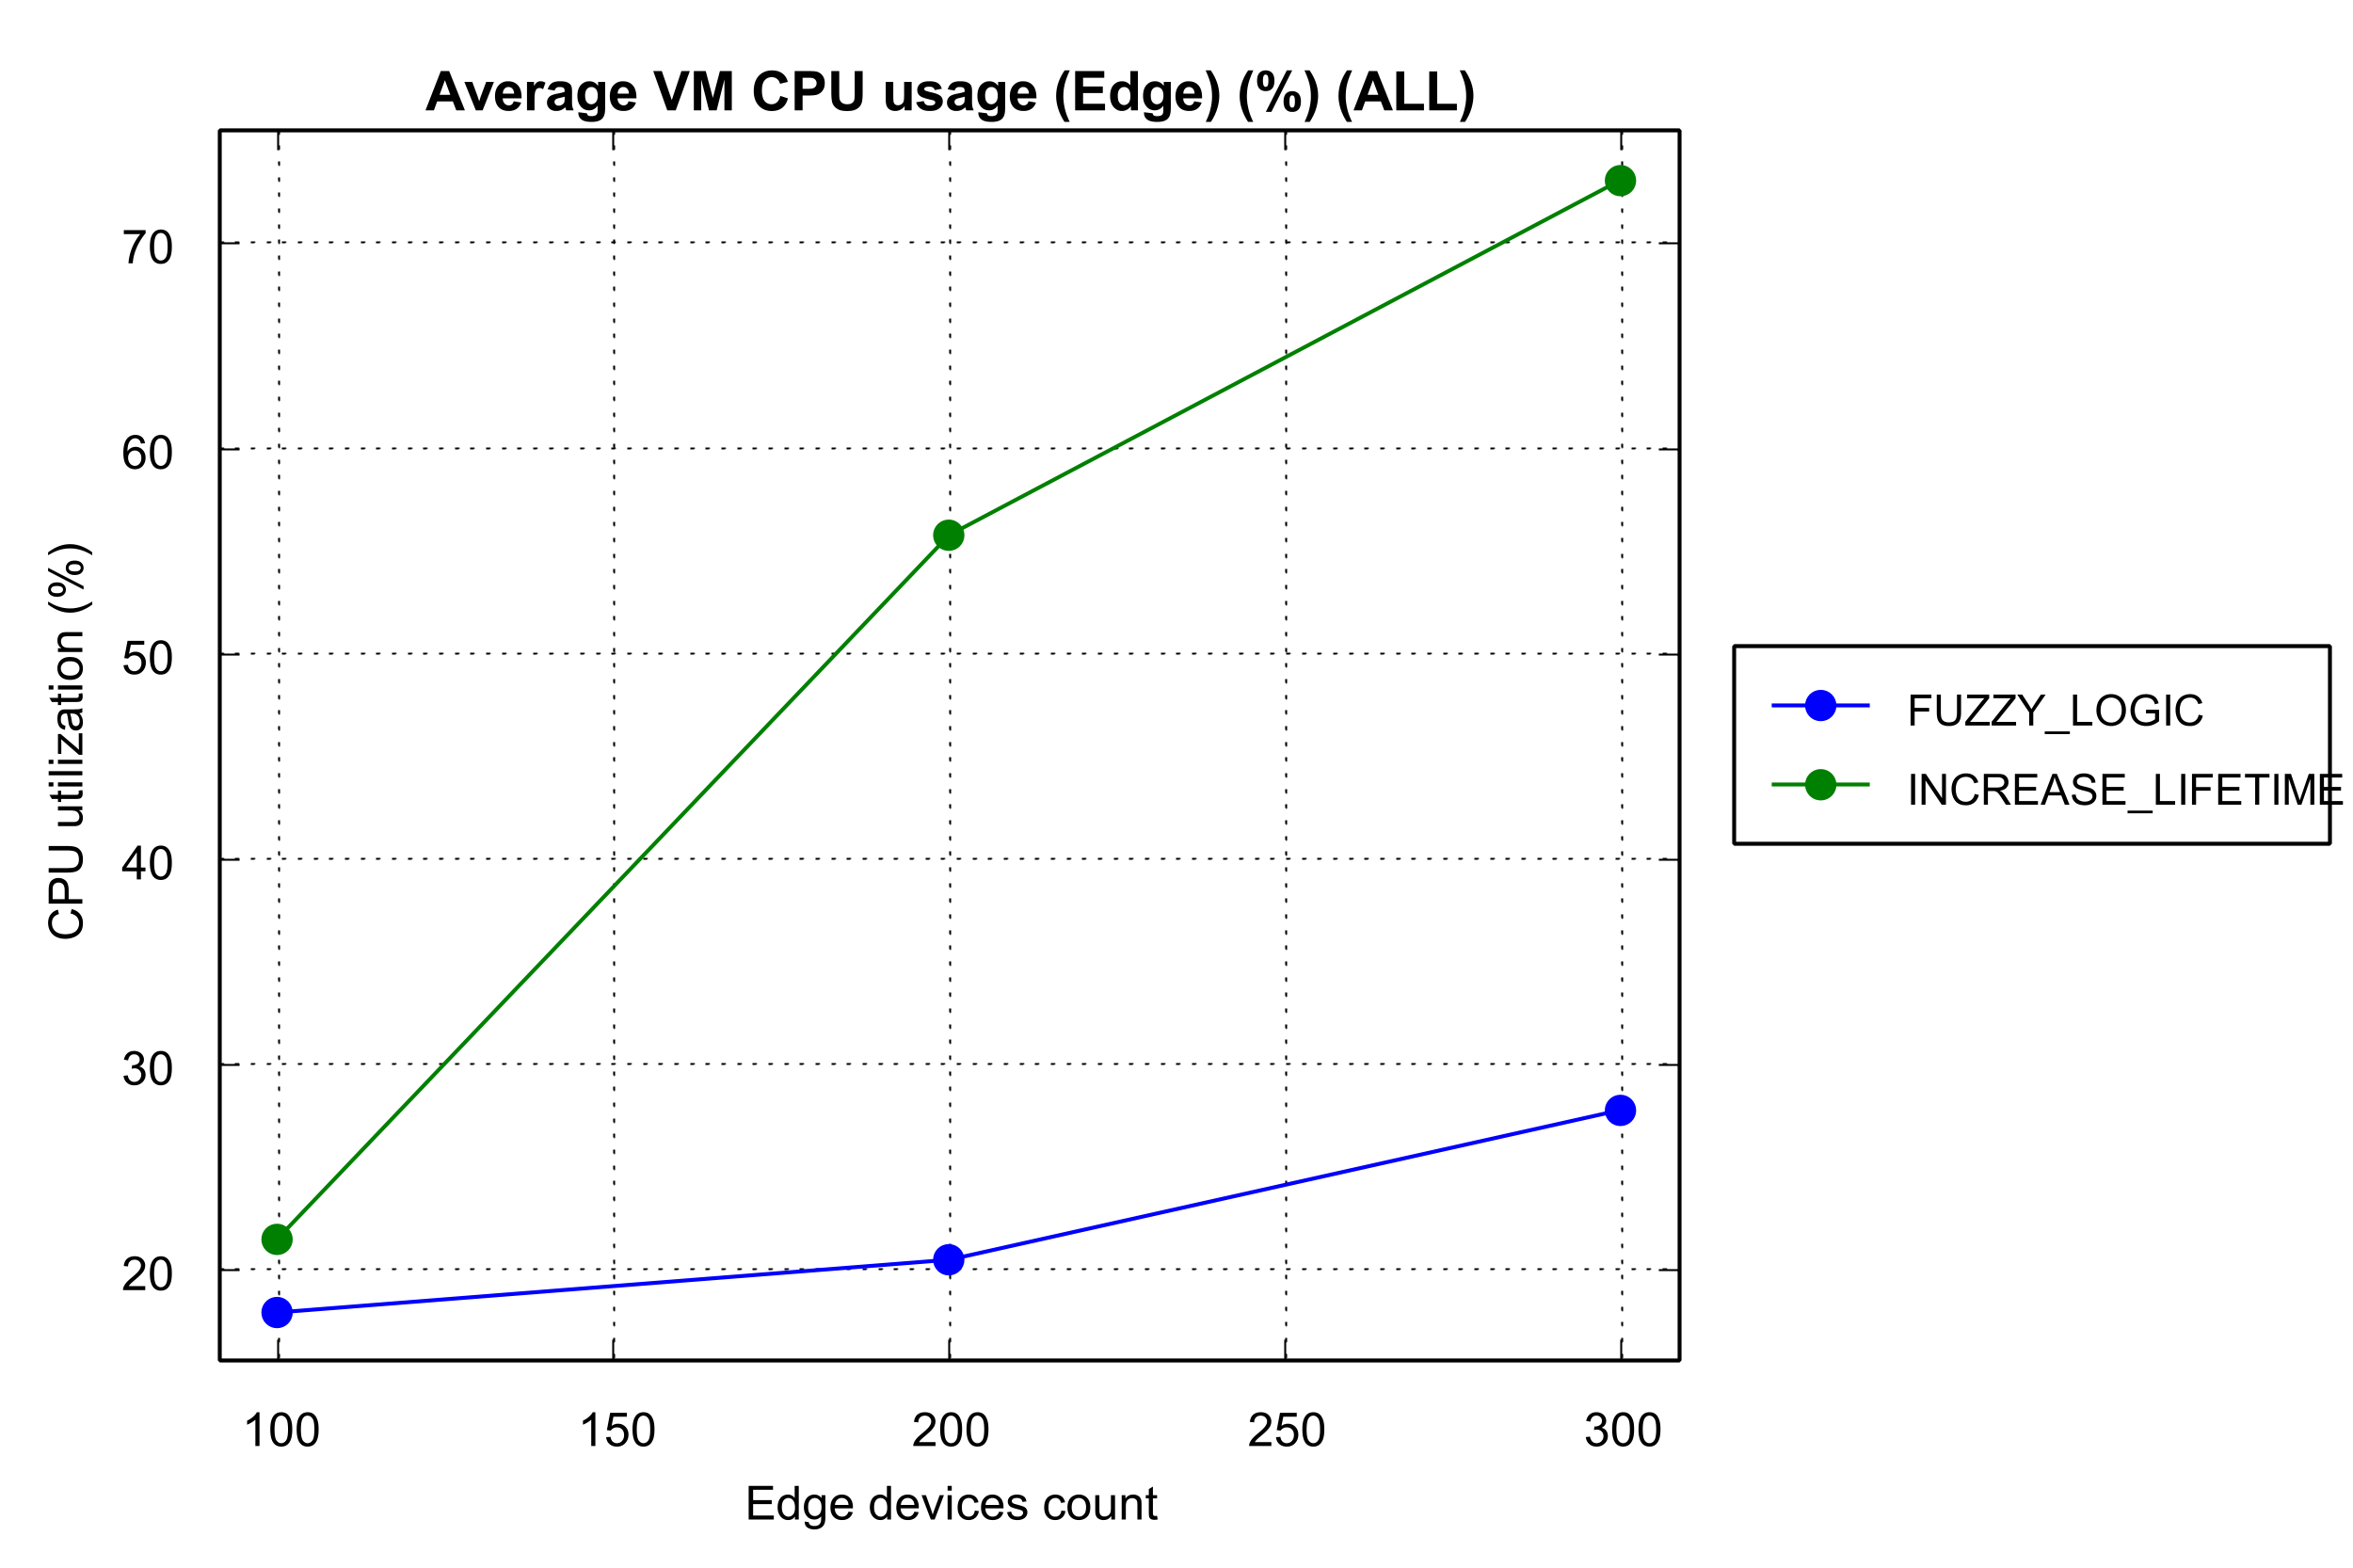 Average VM CPU usage (Edge) (%) (ALL)
CPU utilization (%)
70
60
50
40
30
20
100 150 200 250 300
Edge devices count
FUZZY_LOGIC
INCREASE_LIFETIME